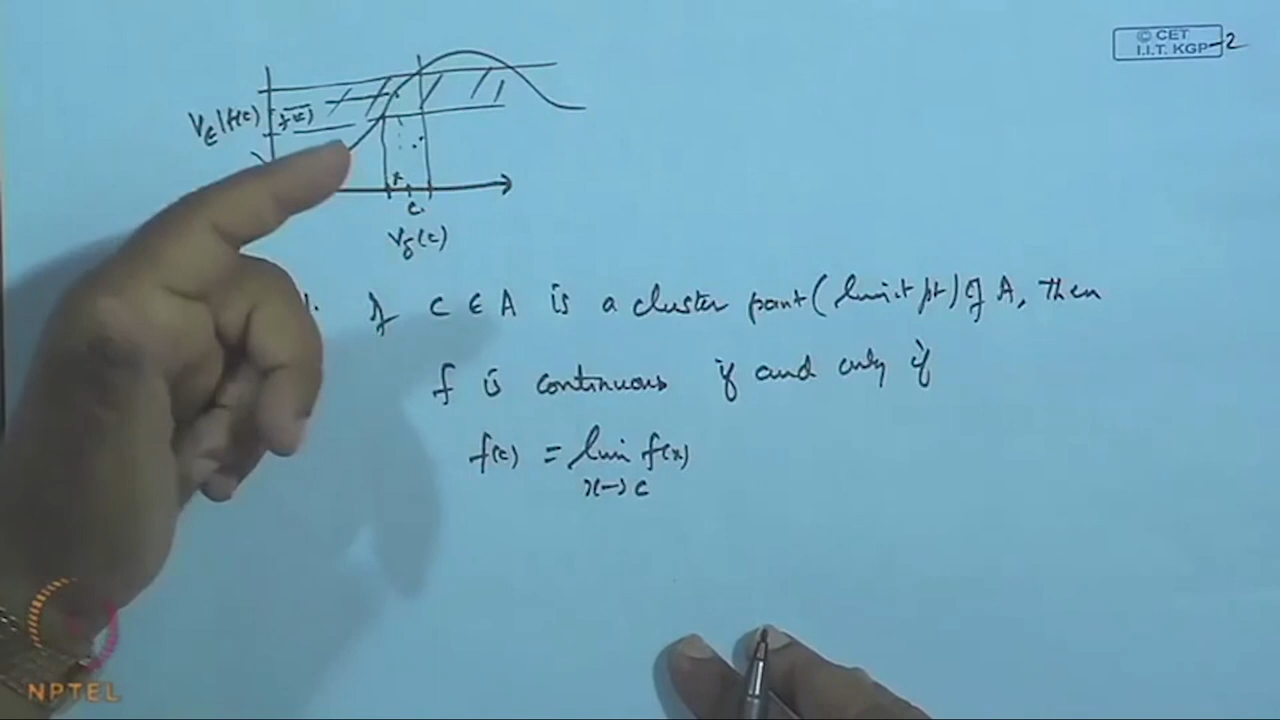 © CET
I.I.T. KGP
2
Vε(f(c))
f(c)
x
c
Vδ(c)
1. If c ∈ A is a cluster point (limit pt) of A, then
f is continuous if and only if
f(c) = lim f(x)
x→c
NPTEL